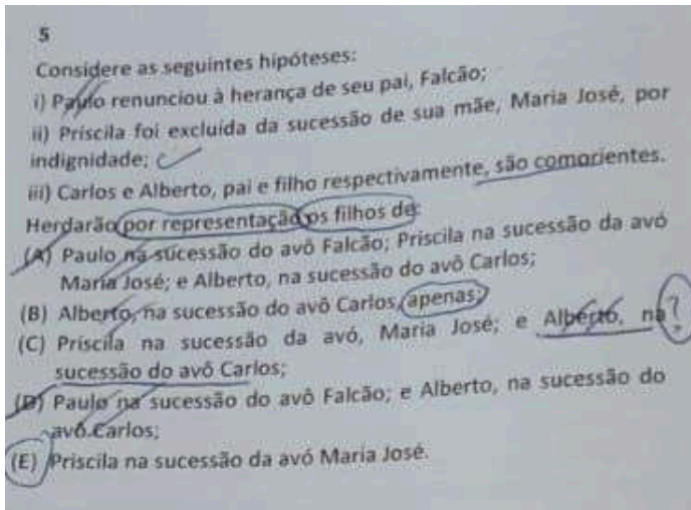 5
Considere as seguintes hipóteses:
i) Paulo renunciou à herança de seu pai, Falcão;
ii) Priscila foi excluída da sucessão de sua mãe, Maria José, por
indignidade;
iii) Carlos e Alberto, pai e filho respectivamente, são comorientes.
Herdarão por representação os filhos de:
(A) Paulo na sucessão do avô Falcão; Priscila na sucessão da avó
Maria José; e Alberto, na sucessão do avô Carlos;
(B) Alberto, na sucessão do avô Carlos, apenas;
(C) Priscila na sucessão da avó, Maria José; e Alberto, na ?
sucessão do avô Carlos;
(D) Paulo na sucessão do avô Falcão; e Alberto, na sucessão do
avô Carlos;
(E) Priscila na sucessão da avó Maria José.